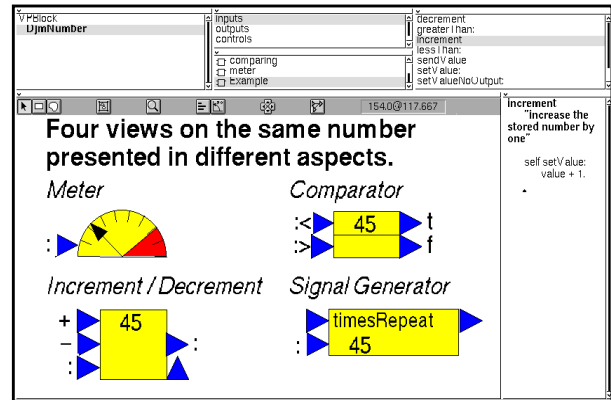 VPBlock
DjmNumber
inputs
outputs
controls
comparing
meter
Example
decrement
greaterThan:
increment
lessThan:
sendValue
setValue:
setValueNoOutput:
154.0@117.667
Four views on the same number
presented in different aspects.
Meter
:
Comparator
:< 45 t
:> f
Increment / Decrement
+ 45
− :
:
Signal Generator
timesRepeat
: 45
increment
"increase the
stored number by
one"
self setValue:
value + 1.